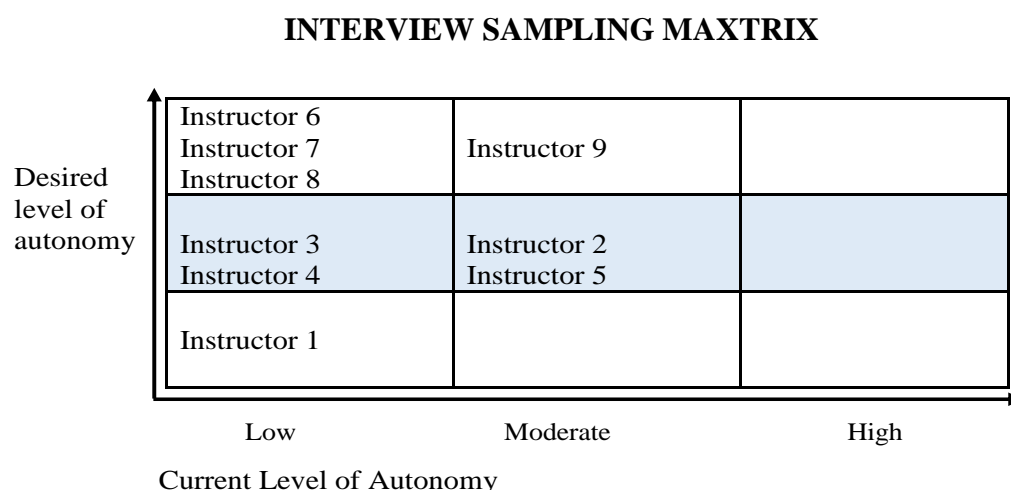 INTERVIEW SAMPLING MAXTRIX
Instructor 6
Instructor 7
Instructor 8
Instructor 9
Desired
level of
autonomy
Instructor 3
Instructor 4
Instructor 2
Instructor 5
Instructor 1
Low
Moderate
High
Current Level of Autonomy